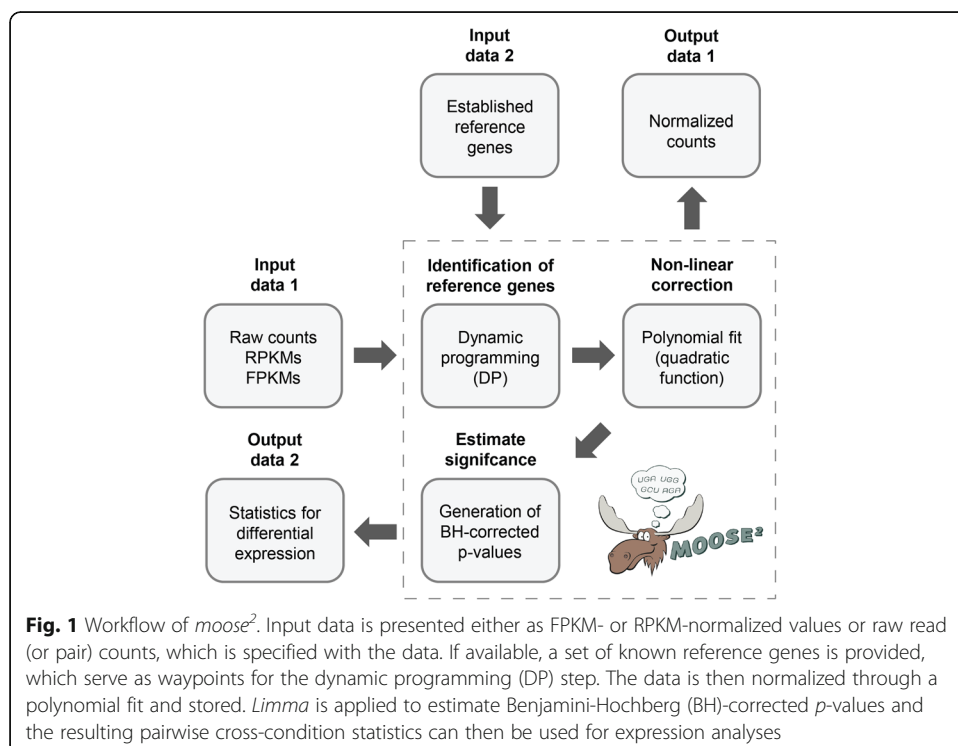 Input
data 2
Output
data 1
Established
reference
genes
Normalized
counts
Input
data 1
Identification of
reference genes
Non-linear
correction
Raw counts
RPKMs
FPKMs
Dynamic
programming
(DP)
Polynomial fit
(quadratic
function)
Output
data 2
Estimate
signifcance
Statistics for
differential
expression
Generation of
BH-corrected
p-values
UGA UGG
GCU AGA
MOOSE²
Fig. 1 Workflow of moose². Input data is presented either as FPKM- or RPKM-normalized values or raw read
(or pair) counts, which is specified with the data. If available, a set of known reference genes is provided,
which serve as waypoints for the dynamic programming (DP) step. The data is then normalized through a
polynomial fit and stored. Limma is applied to estimate Benjamini-Hochberg (BH)-corrected p-values and
the resulting pairwise cross-condition statistics can then be used for expression analyses